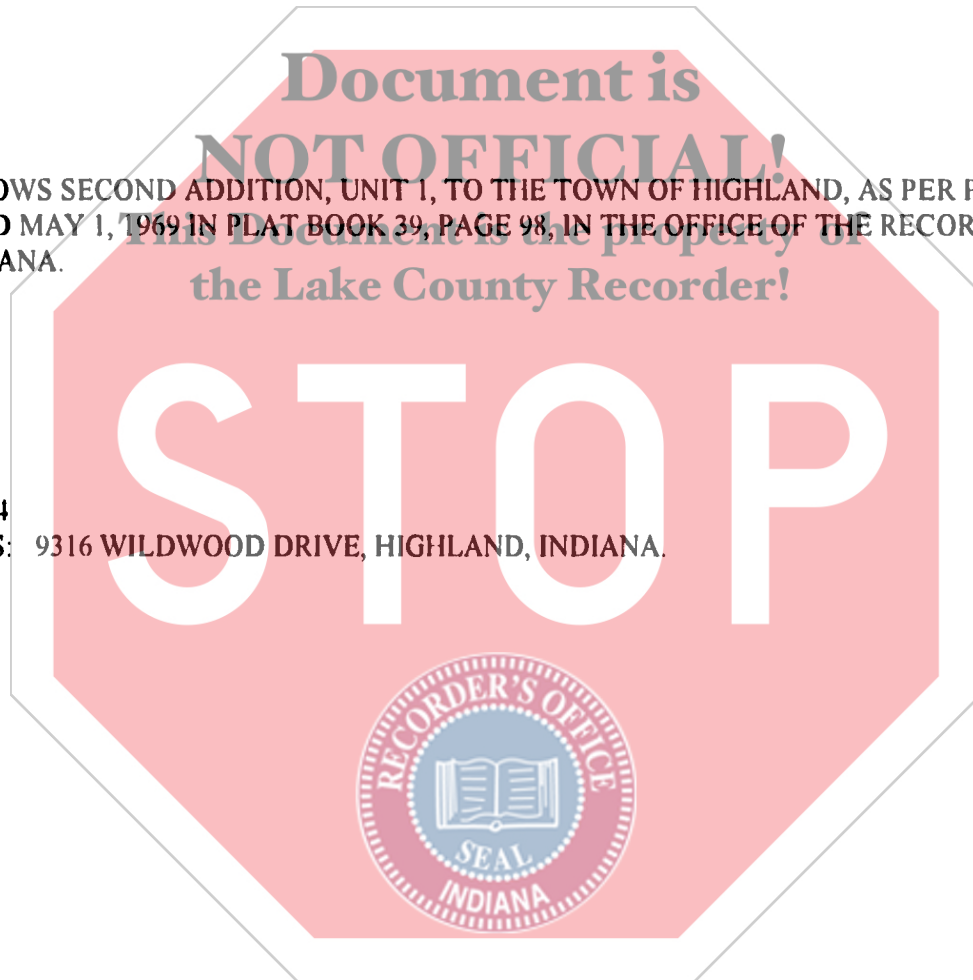 Document is
NOT OFFICIAL!
OWS SECOND ADDITION, UNIT 1, TO THE TOWN OF HIGHLAND, AS PER P
D MAY 1, 1969 IN PLAT BOOK 39, PAGE 98, IN THE OFFICE OF THE RECOR
This Document is the property of
ANA.
the Lake County Recorder!
STOP
4
S: 9316 WILDWOOD DRIVE, HIGHLAND, INDIANA.
RECORDER'S OFFICE
SEAL
INDIANA